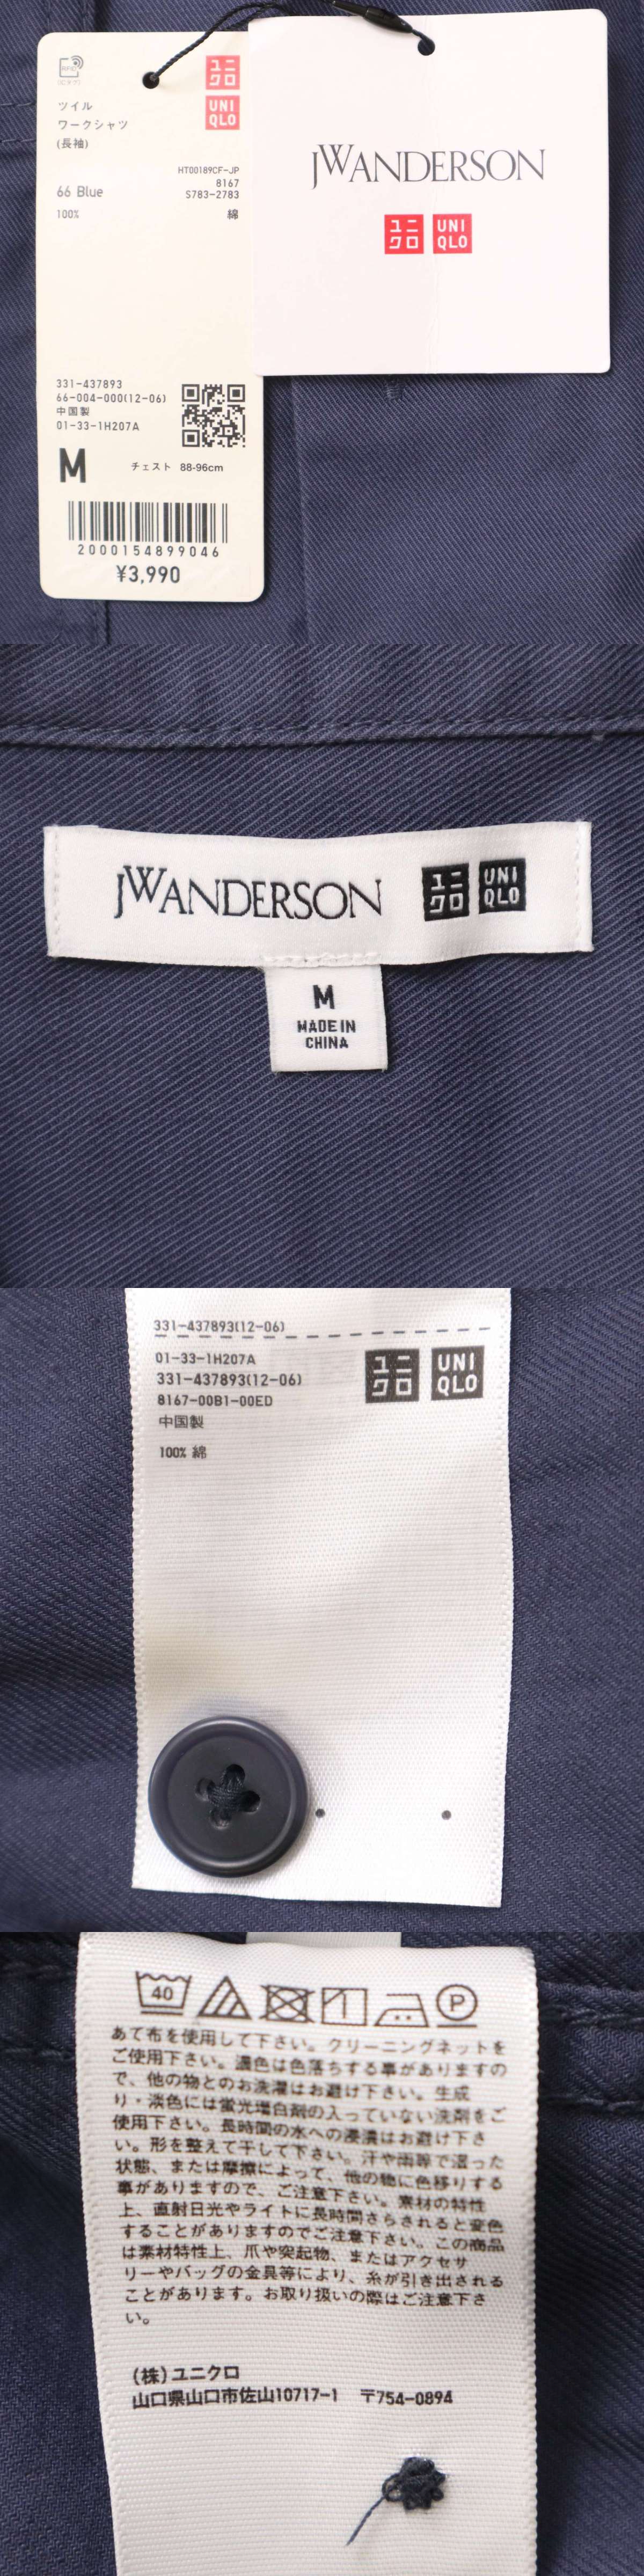 ツイル
ワークシャツ
(長袖)
ユニ
クロ
UNI
QLO
HT00189CF-JP
8167
S783-2783
66 Blue
100% 綿
331-437893
66-004-000(12-06)
中国製
01-33-1H207A
M チェスト 88-96cm
2000154899046
¥3,990
JWANDERSON
ユニ
クロ
UNI
QLO
JWANDERSON
ユニ
クロ
UNI
QLO
M
MADE IN
CHINA
331-437893(12-06)
01-33-1H207A
331-437893(12-06)
8167-00B1-00ED
中国製
100% 綿
ユニ
クロ
UNI
QLO
40 P
あて布を使用して下さい。クリーニングネットを
ご使用下さい。濃色は色落ちする事がありますの
で、他の物とのお洗濯はお避け下さい。生成
り・淡色には蛍光増白剤の入っていない洗剤をご
使用下さい。長時間の水への浸漬はお避け下さ
い。形を整えて干して下さい。汗や雨等で湿った
状態、または摩擦によって、他の物に色移りする
事がありますので、ご注意下さい。素材の特性
上、直射日光やライトに長時間さらされると変色
することがありますのでご注意下さい。この商品
は素材特性上、爪や突起物、またはアクセサ
リーやバッグの金具等により、糸が引き出される
ことがあります。お取り扱いの際はご注意下さ
い。
(株)ユニクロ
山口県山口市佐山10717-1 〒754-0894